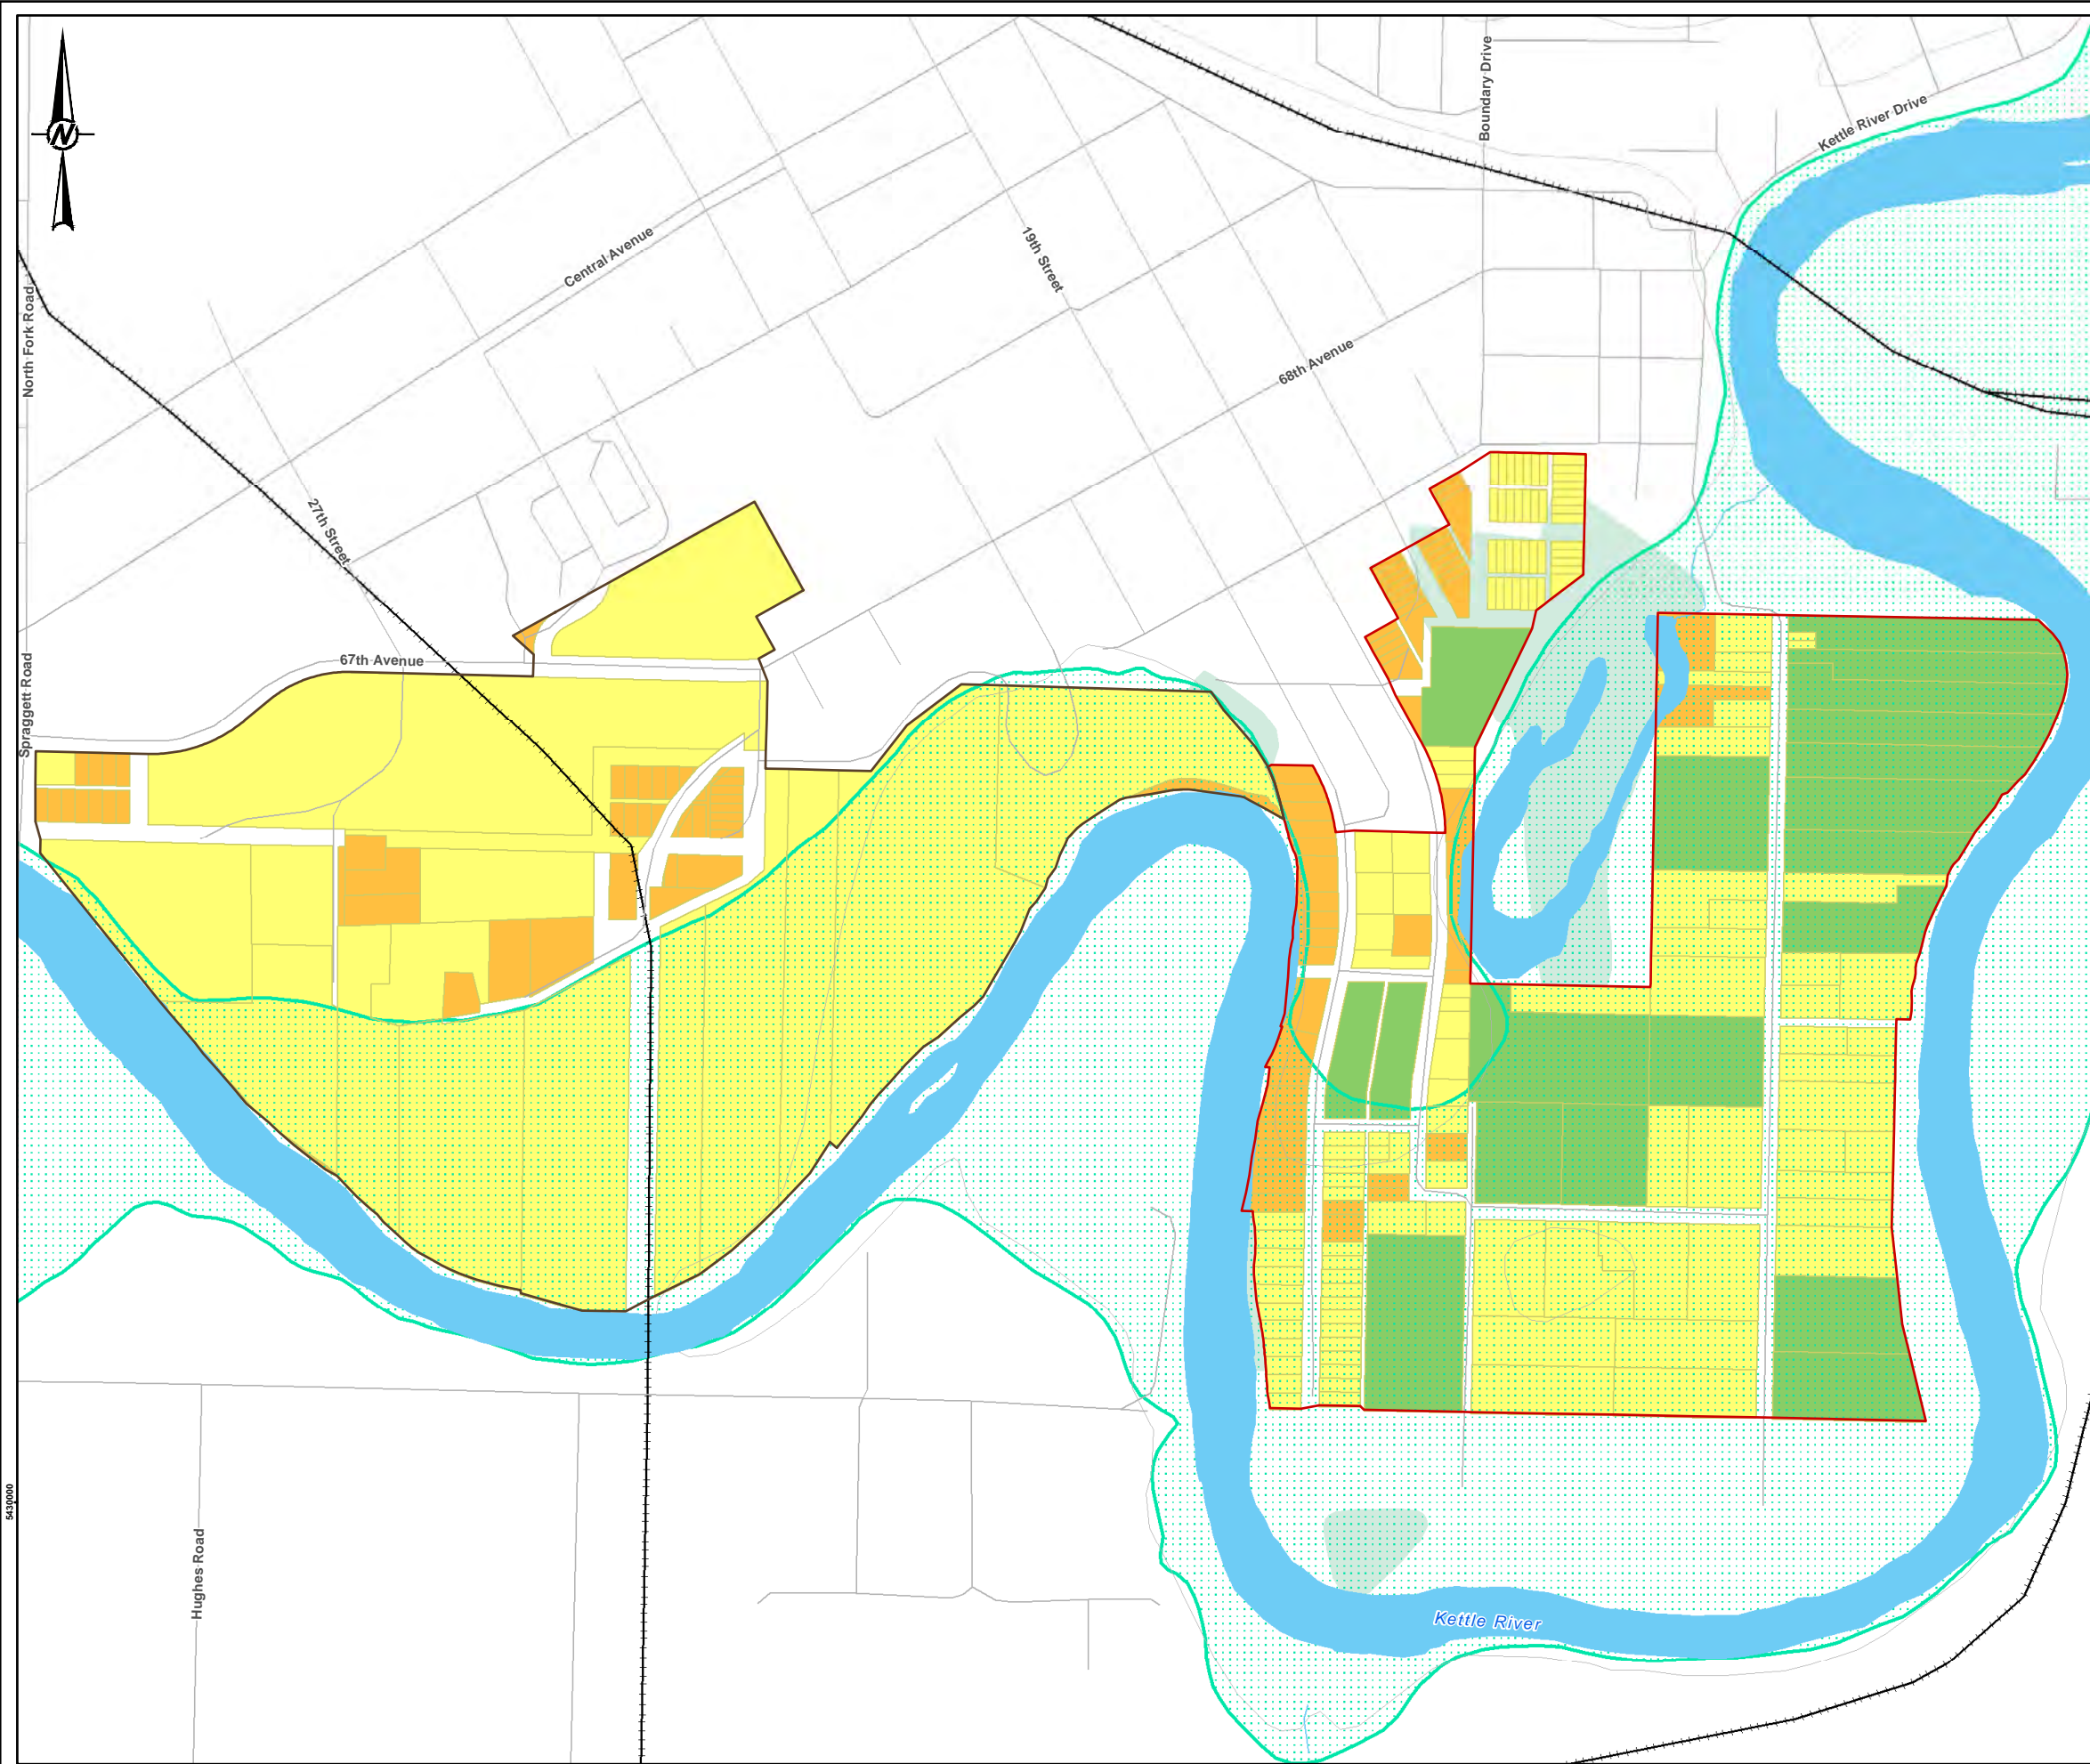 N
Boundary Drive
Kettle River Drive
Central Avenue
19th Street
North Fork Road
68th Avenue
27th Street
67th Avenue
Spraggett Road
5430000
Hughes Road
Kettle River